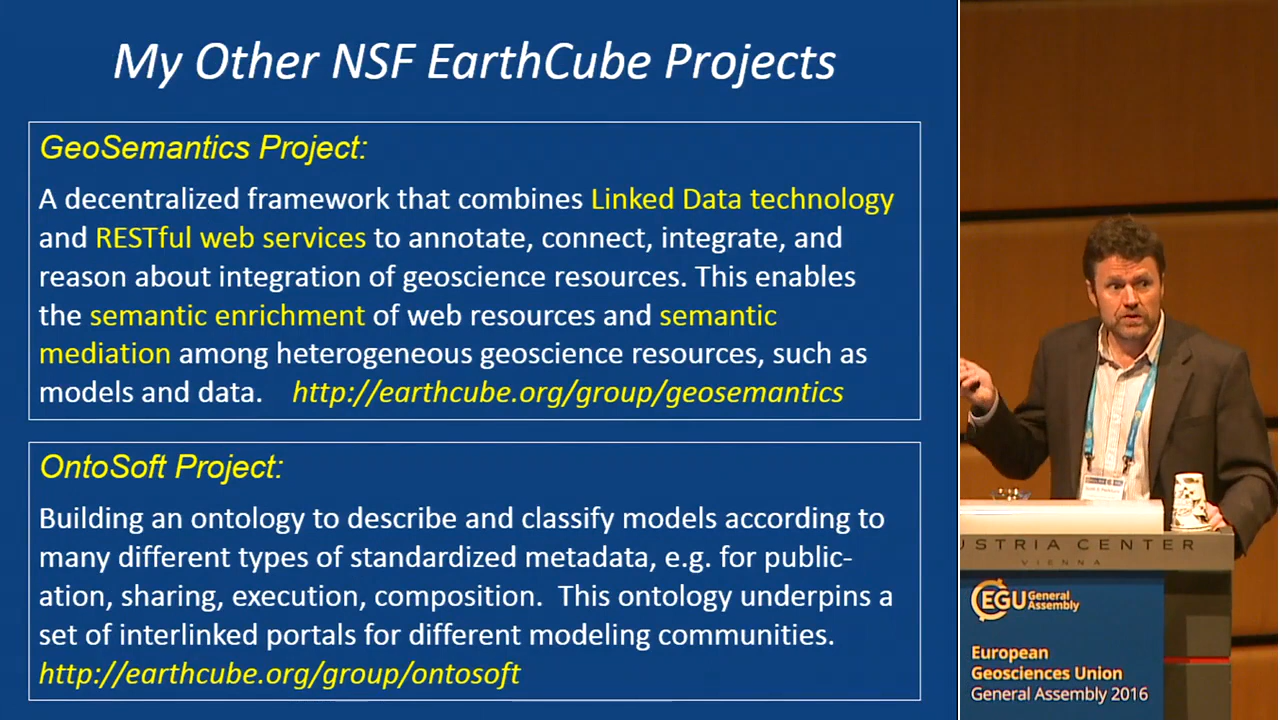 My Other NSF EarthCube Projects
GeoSemantics Project:
A decentralized framework that combines Linked Data technology
and RESTful web services to annotate, connect, integrate, and
reason about integration of geoscience resources. This enables
the semantic enrichment of web resources and semantic
mediation among heterogeneous geoscience resources, such as
models and data. http://earthcube.org/group/geosemantics
OntoSoft Project:
Building an ontology to describe and classify models according to
many different types of standardized metadata, e.g. for public-
ation, sharing, execution, composition. This ontology underpins a
set of interlinked portals for different modeling communities.
http://earthcube.org/group/ontosoft
USTRIA CENTER
VIENNA
EGU General
Assembly
European
Geosciences Union
General Assembly 2016